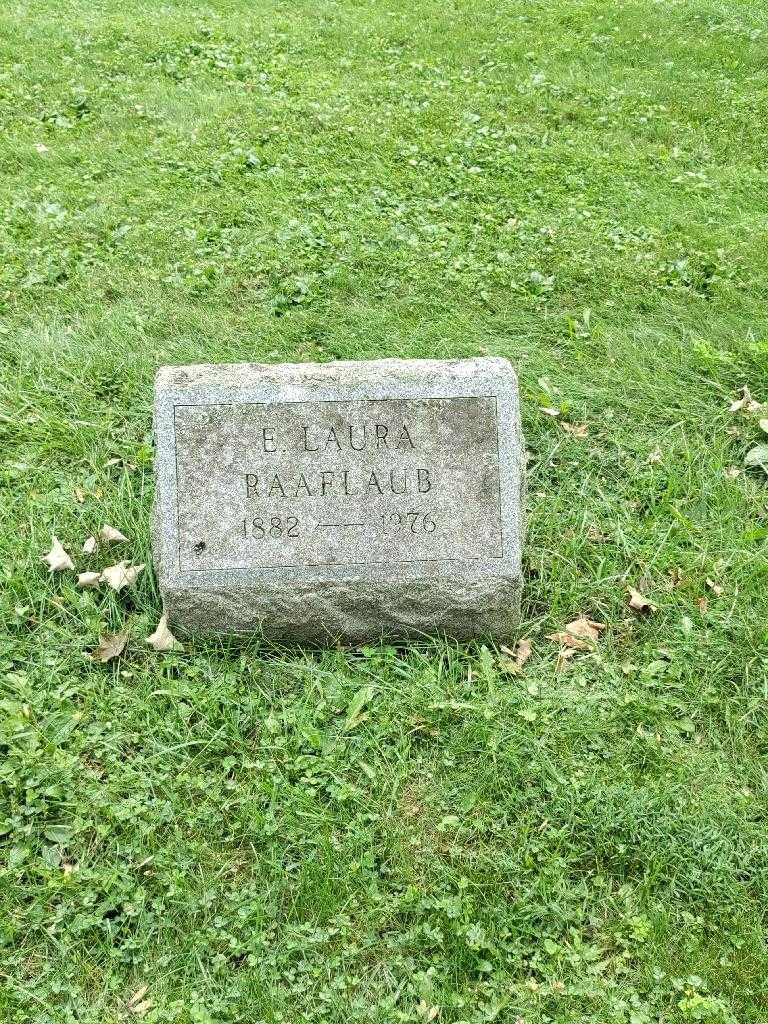 E. LAURA
RAAFLAUB
1882 — 1976